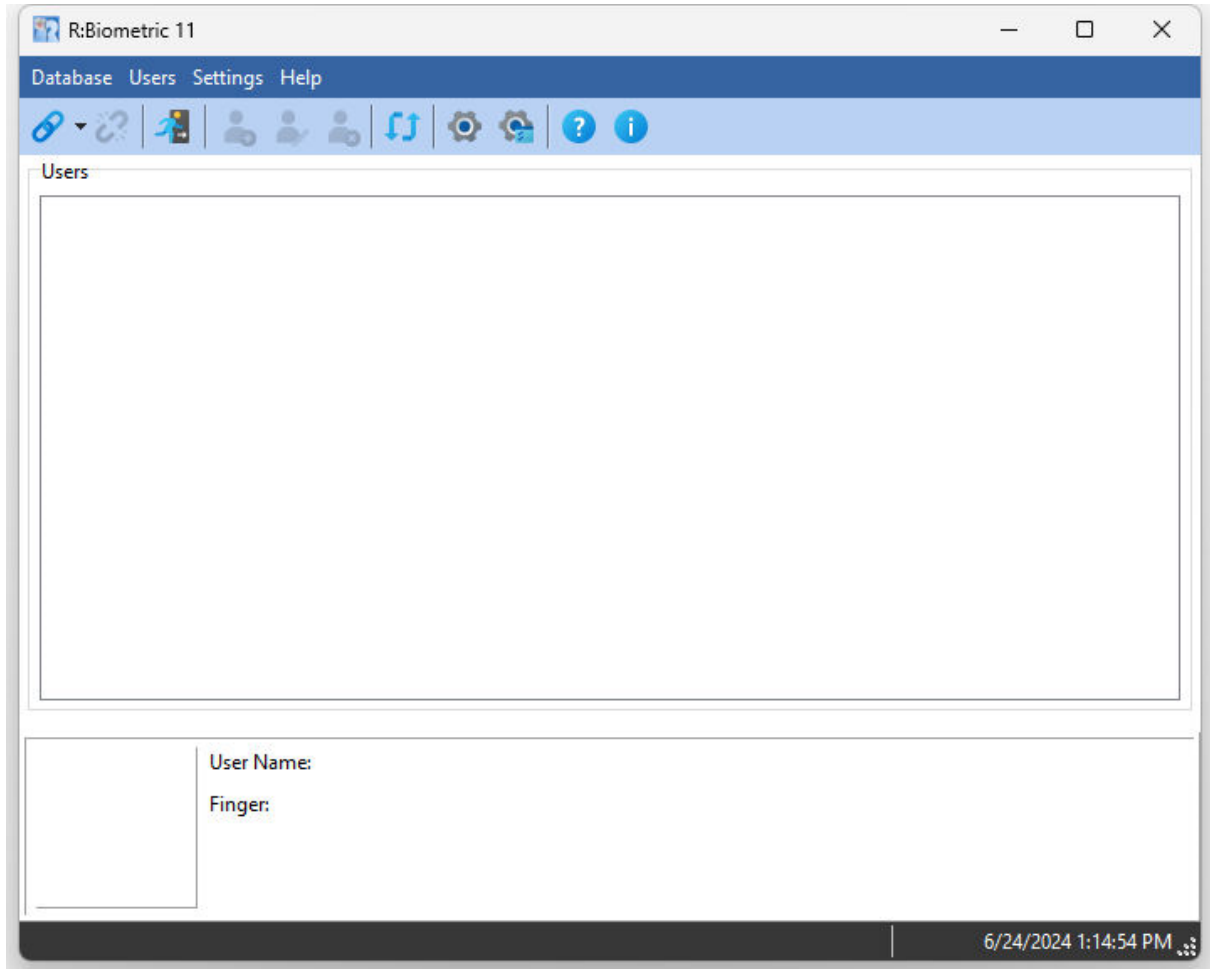 R:Biometric 11
Database Users Settings Help
? i
Users
User Name:
Finger:
6/24/2024 1:14:54 PM